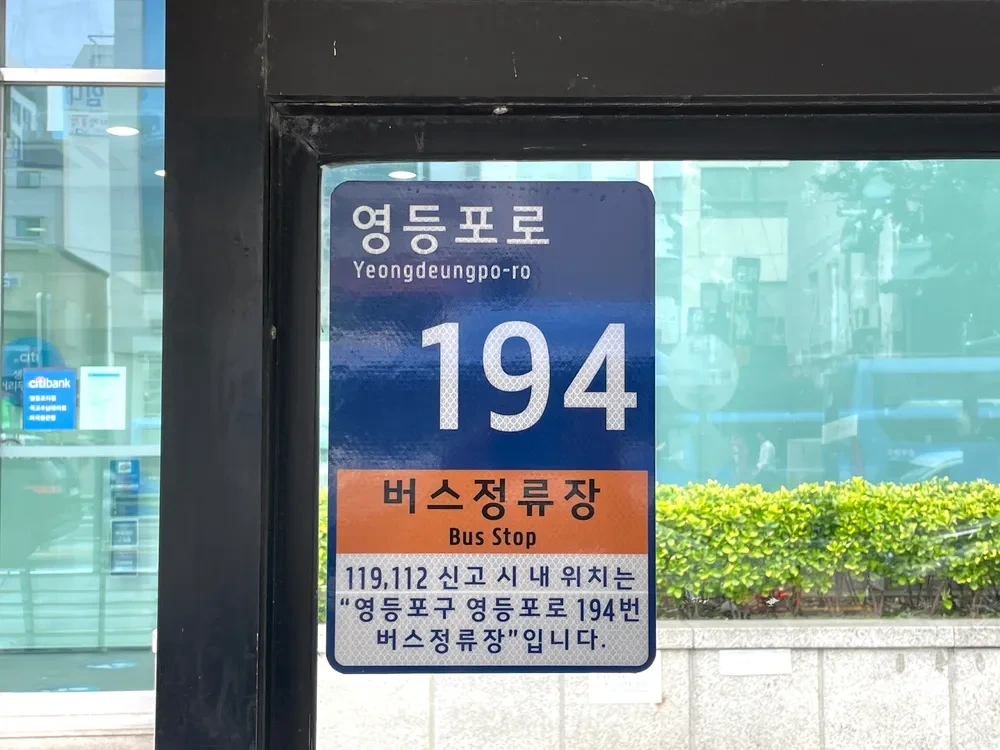 영등포로
Yeongdeungpo-ro
194
버스정류장
Bus Stop
119,112 신고 시 내 위치는
“영등포구 영등포로 194번
버스정류장”입니다.
citi
citibank